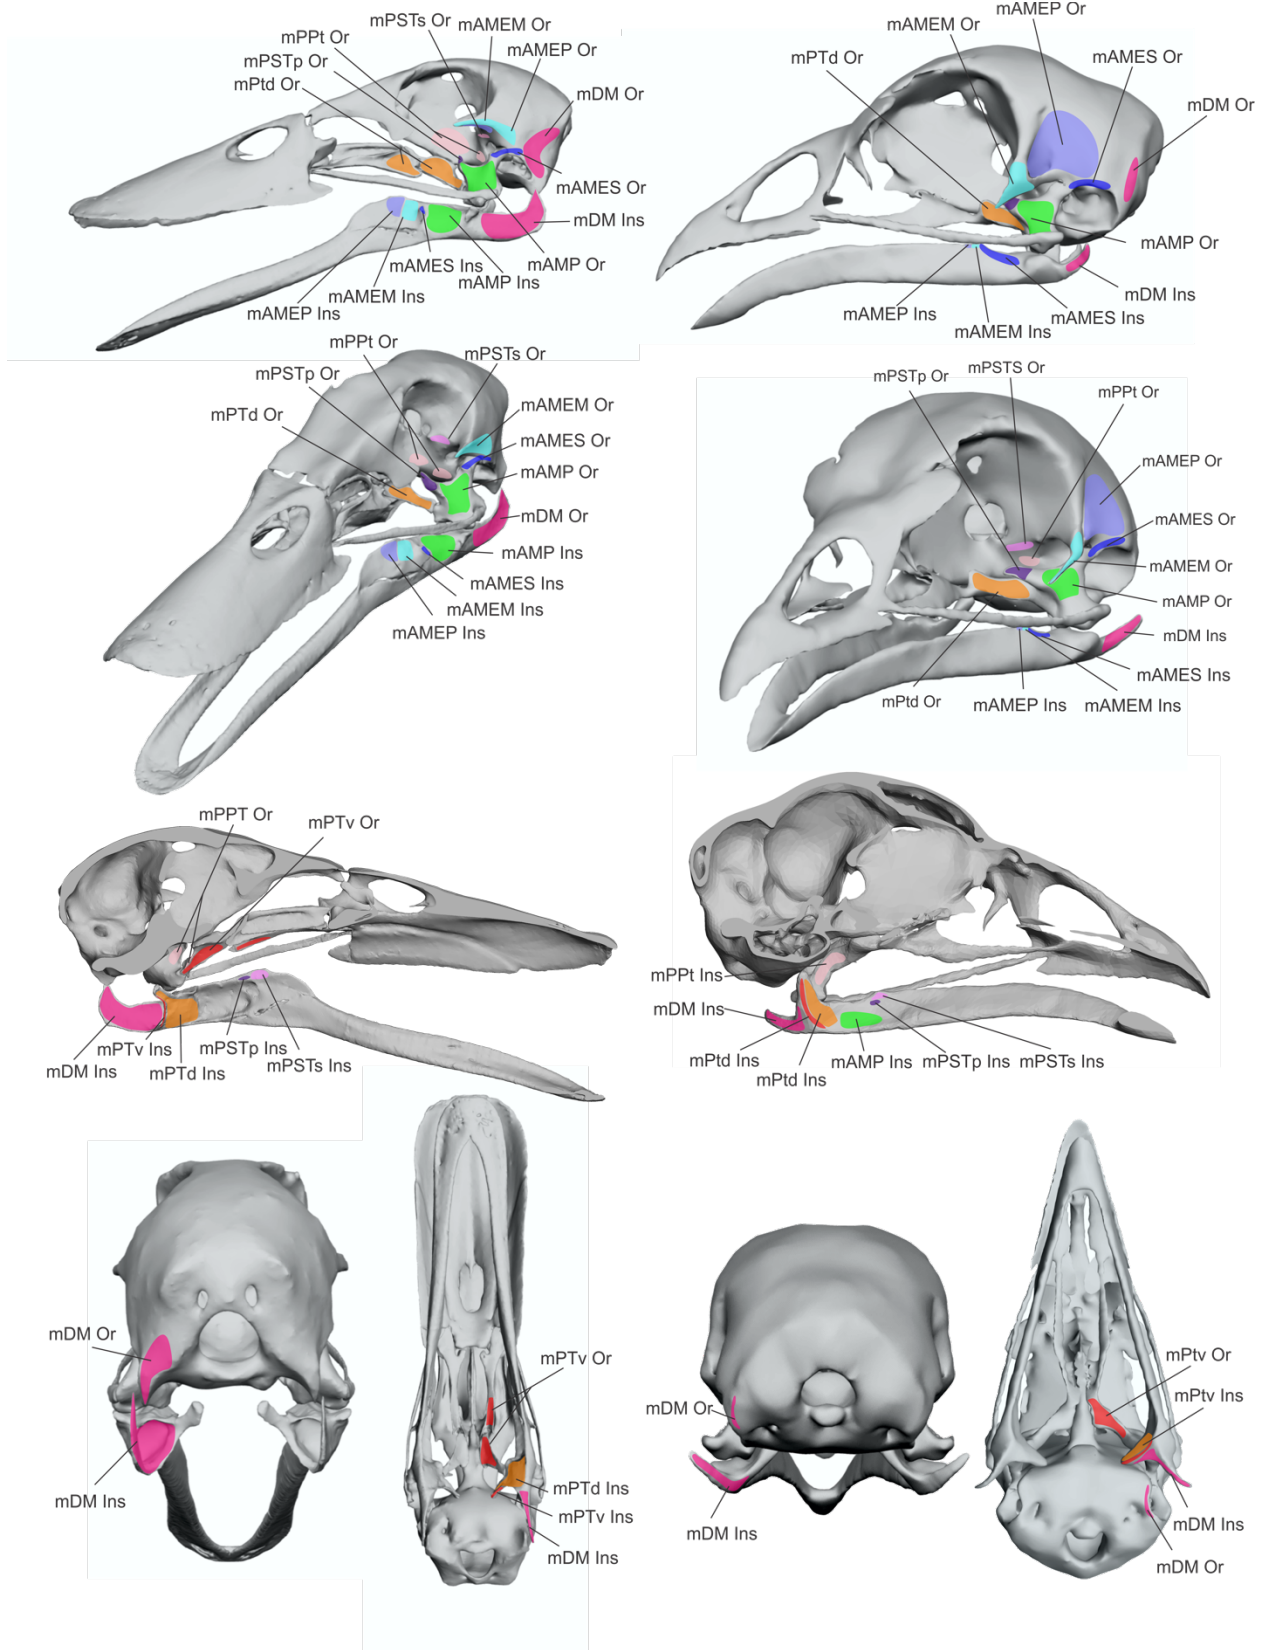 mPSTs Or
mAMEM Or
mPPt Or
mAMEP Or
mPSTp Or
mPtd Or
mDM Or
mAMES Or
mDM Ins
mAMP Or
mAMES Ins
mAMP Ins
mAMEM Ins
mAMEP Ins
mAMEP Or
mAMEM Or
mPTd Or
mAMES Or
mDM Or
mAMP Or
mDM Ins
mAMEP Ins
mAMES Ins
mAMEM Ins
mPPt Or
mPSTs Or
mPSTp Or
mPTd Or
mAMEM Or
mAMES Or
mAMP Or
mDM Or
mAMP Ins
mAMES Ins
mAMEM Ins
mAMEP Ins
mPSTS Or
mPSTp Or
mPPt Or
mAMEP Or
mAMES Or
mAMEM Or
mAMP Or
mDM Ins
mAMES Ins
mPtd Or
mAMEP Ins
mAMEM Ins
mPPT Or
mPTv Or
mPTv Ins
mPSTp Ins
mDM Ins
mPTd Ins
mPSTs Ins
mPPt Ins
mDM Ins
mPtd Ins
mAMP Ins
mPSTp Ins
mPSTs Ins
mPtd Ins
mDM Or
mDM Ins
mPTv Or
mPTd Ins
mPTv Ins
mDM Ins
mDM Or
mDM Ins
mPtv Or
mPtv Ins
mDM Ins
mDM Or